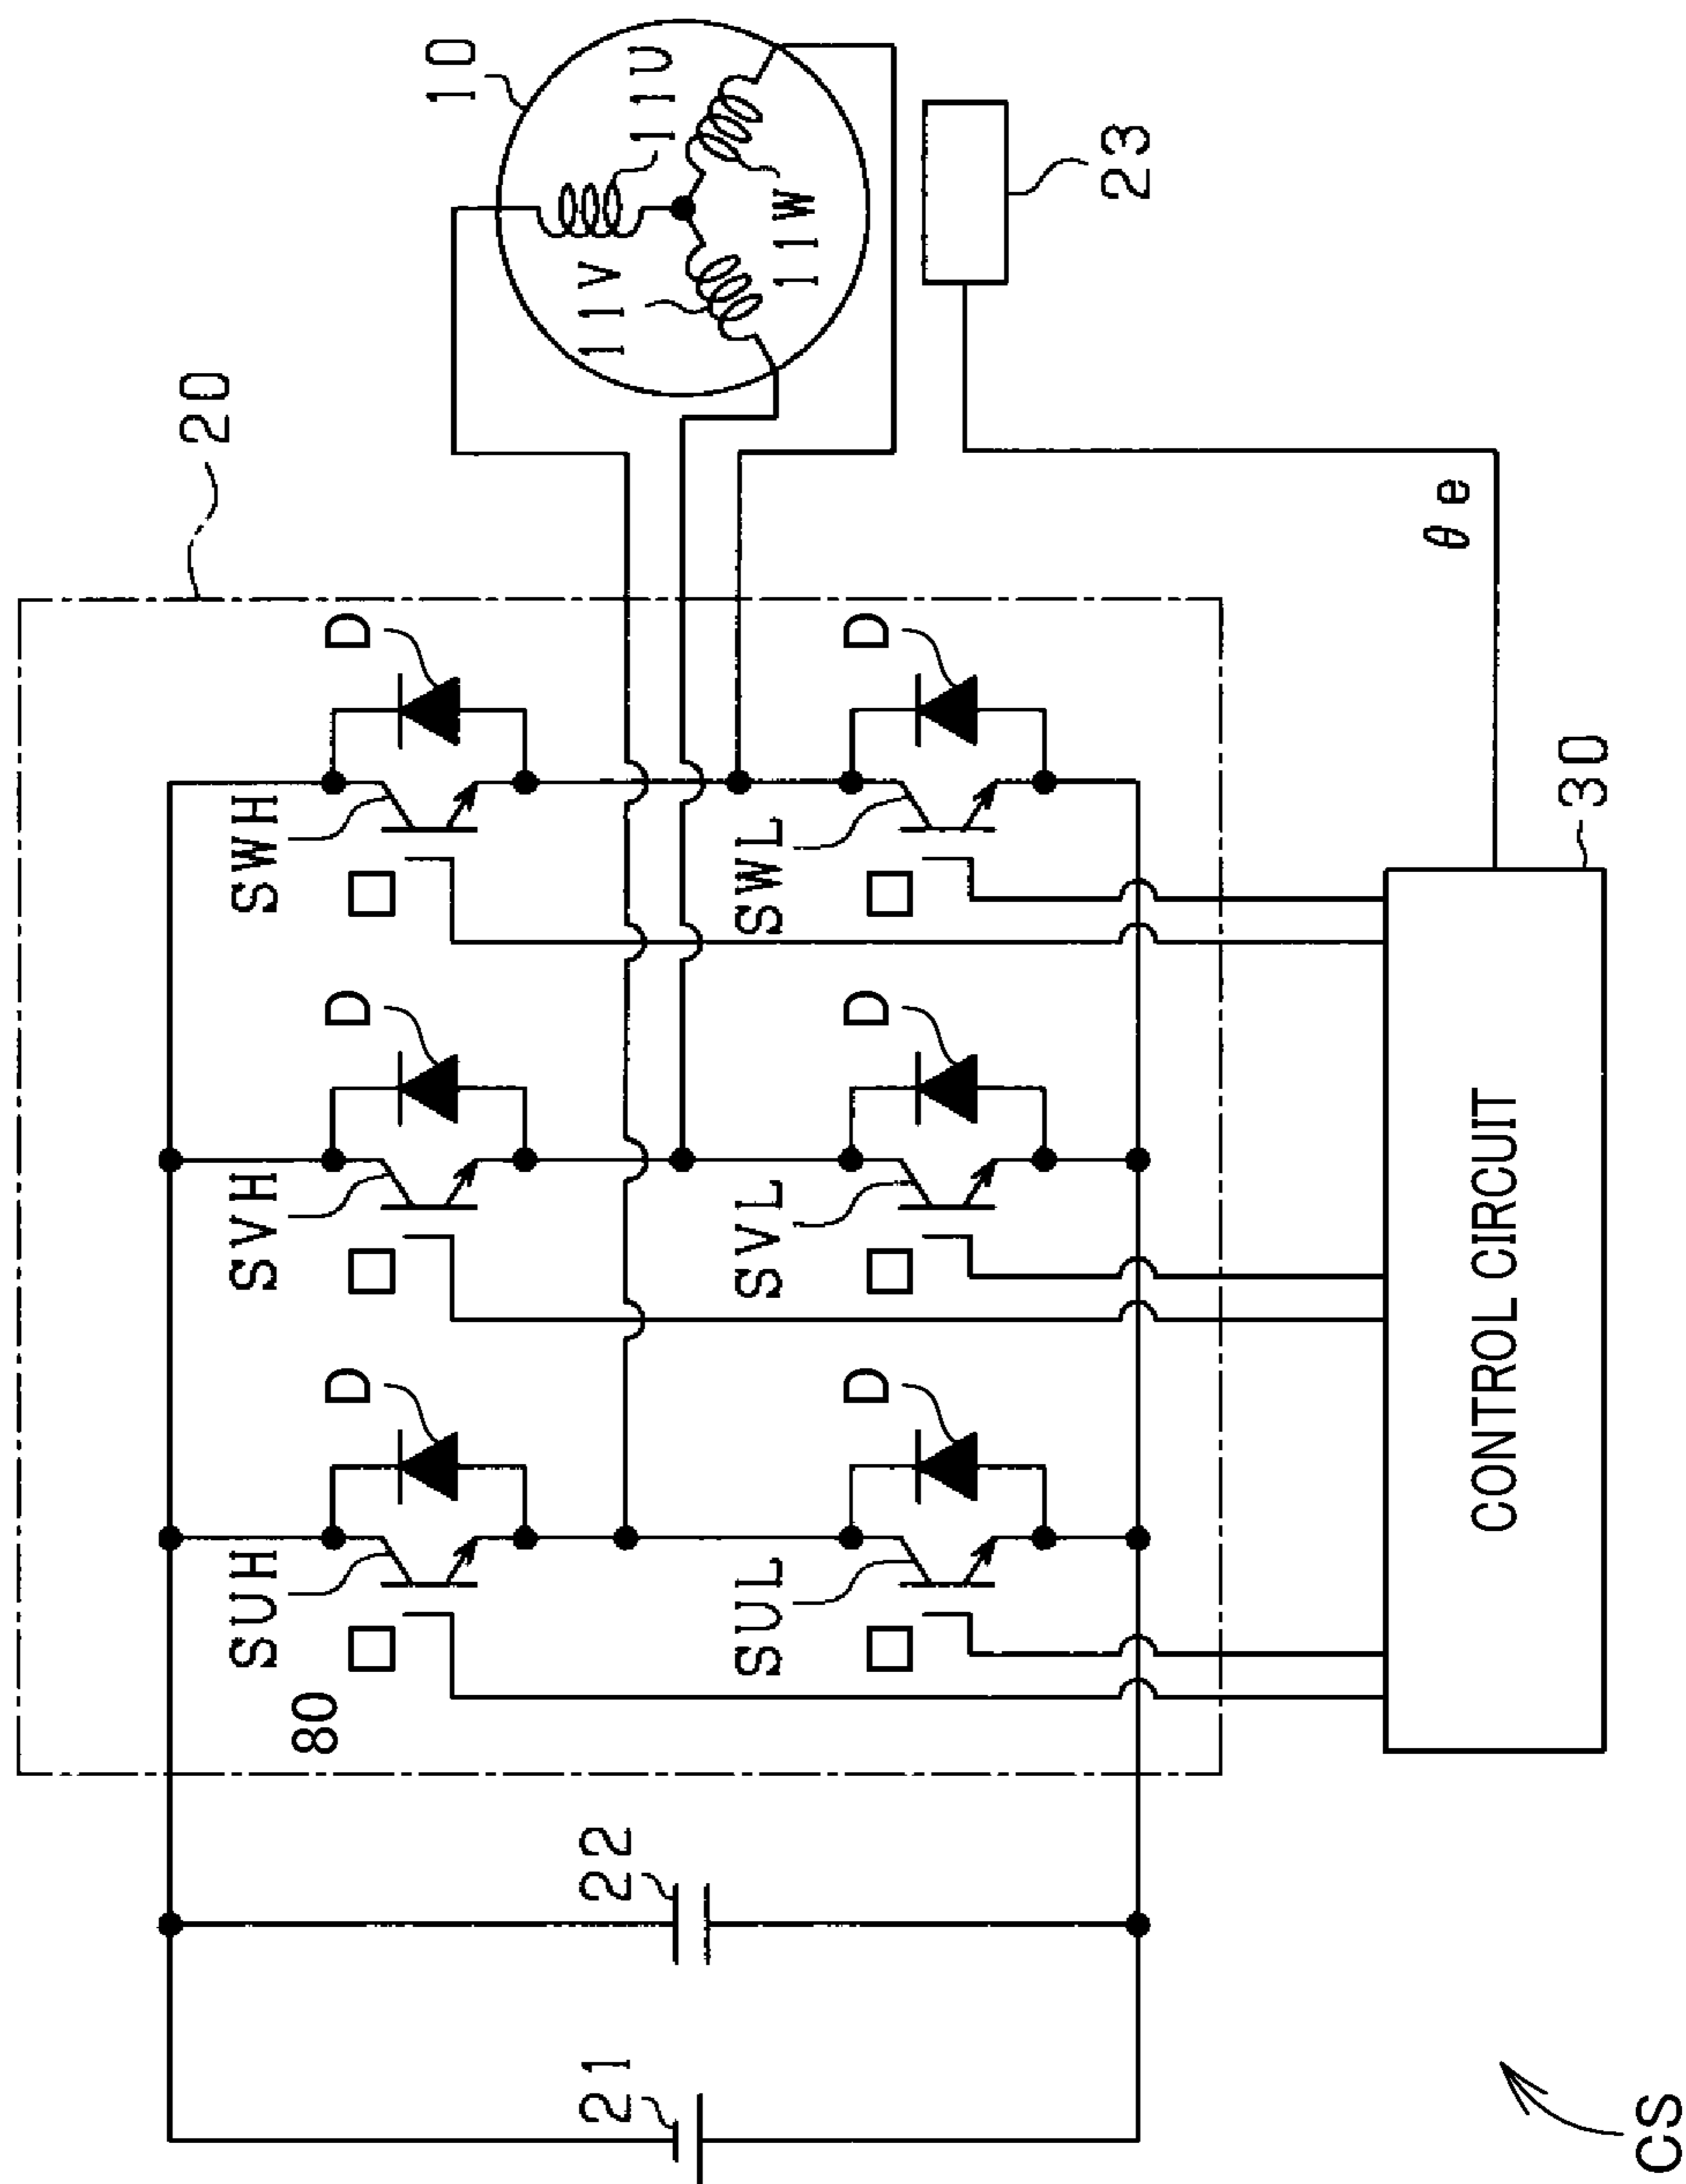 CS
21
22
20
80
SUH
D
SVH
D
SWH
D
SUL
D
SVL
D
SWL
D
10
11U
11V
11W
23
θe
30
CONTROL CIRCUIT